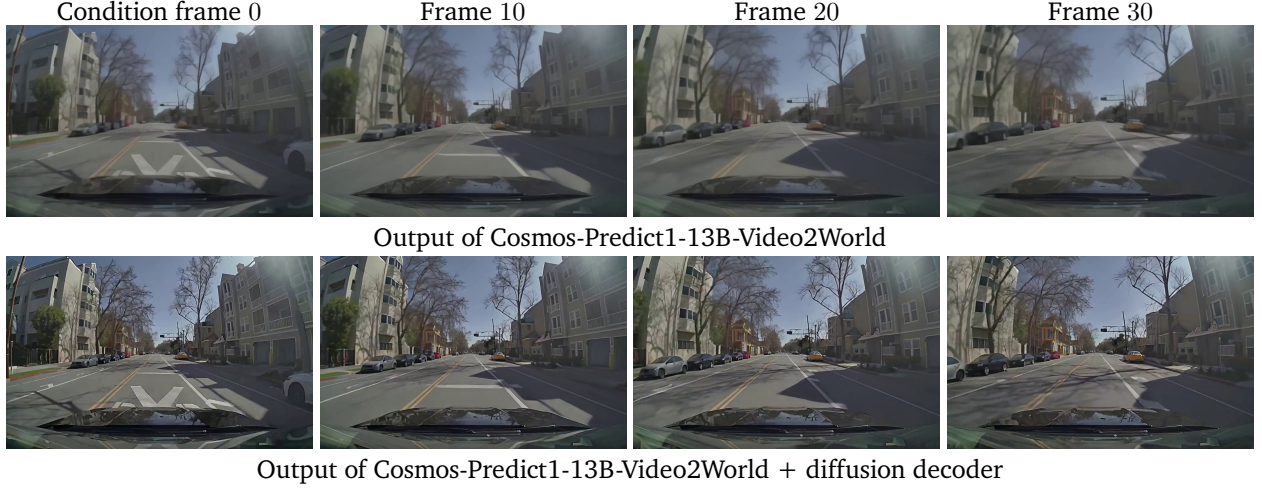 Condition frame 0
Frame 10
Frame 20
Frame 30
Output of Cosmos-Predict1-13B-Video2World
Output of Cosmos-Predict1-13B-Video2World + diffusion decoder